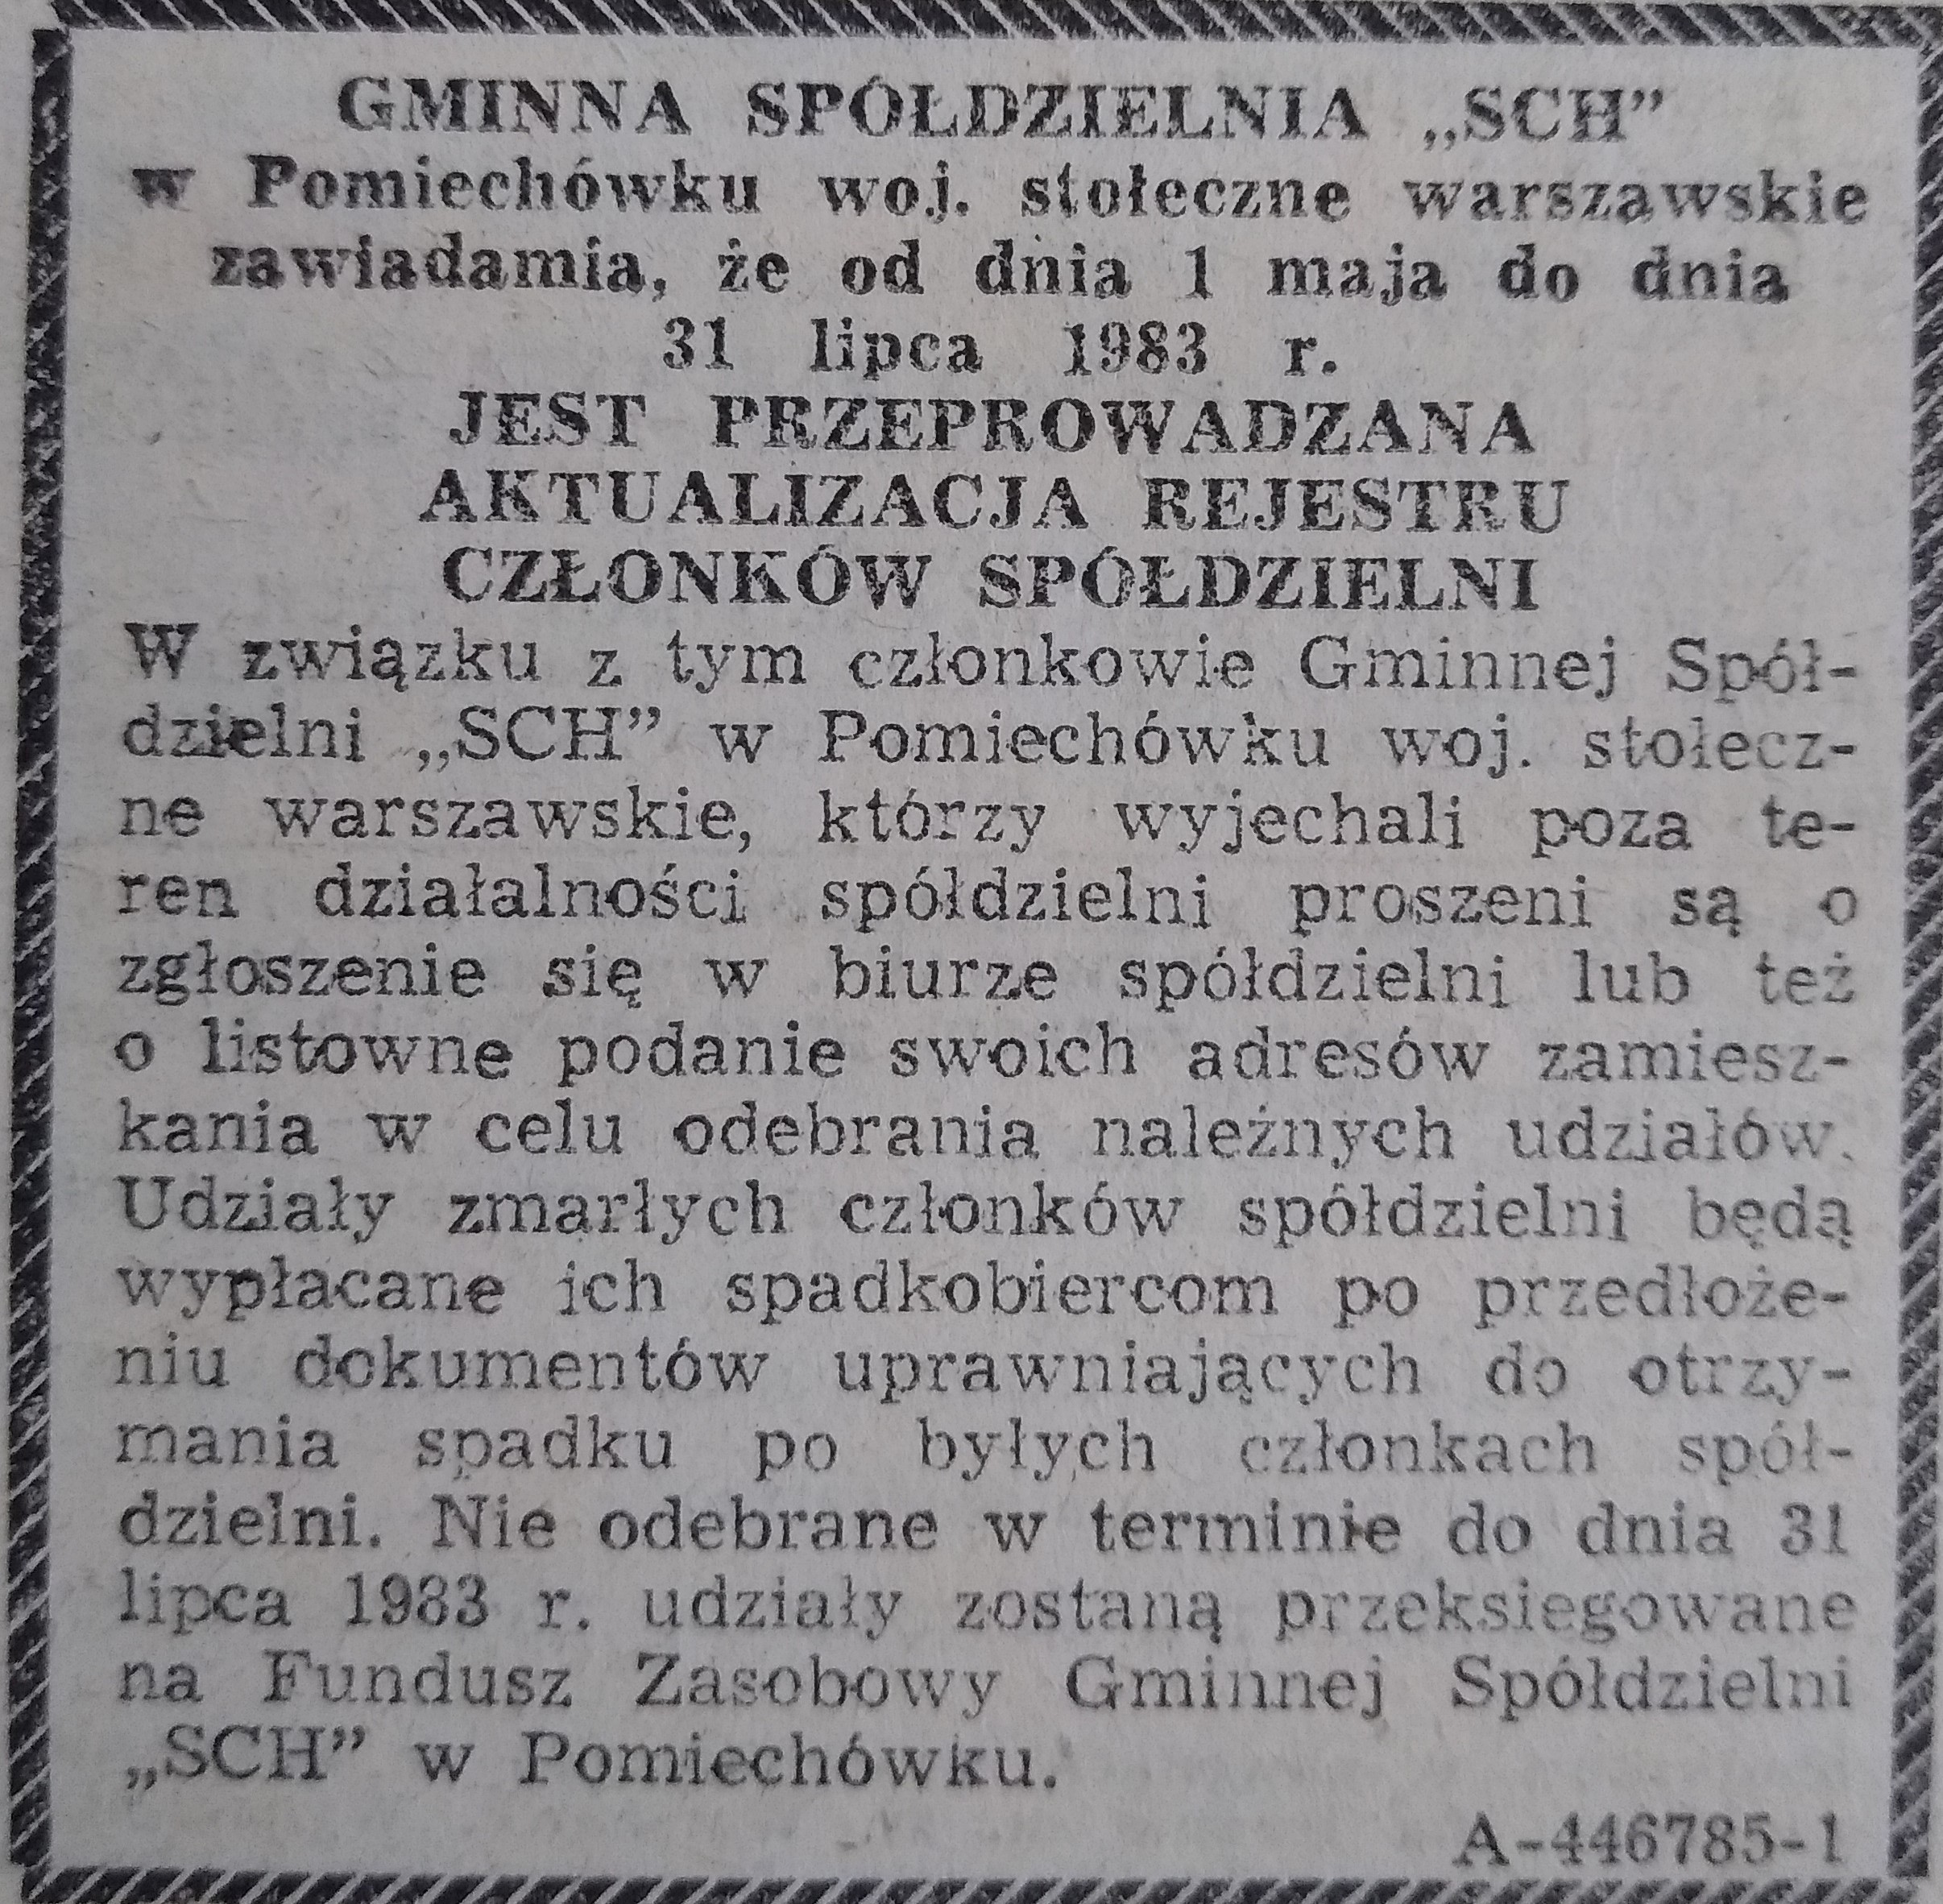 GMINNA SPÓŁDZIELNIA „SCH”
w Pomiechówku woj. stołeczne warszawskie
zawiadamia, że od dnia 1 maja do dnia
31 lipca 1983 r.
JEST PRZEPROWADZANA
AKTUALIZACJA REJESTRU
CZŁONKÓW SPÓŁDZIELNI
W związku z tym członkowie Gminnej Spół-
dzielni „SCH” w Pomiechówku woj. stołecz-
ne warszawskie, którzy wyjechali poza te-
ren działalności spółdzielni proszeni są o
zgłoszenie się w biurze spółdzielni lub też
o listowne podanie swoich adresów zamiesz-
kania w celu odebrania należnych udziałów.
Udziały zmarłych członków spółdzielni będą
wypłacane ich spadkobiercom po przedłoże-
niu dokumentów uprawniających do otrzy-
mania spadku po byłych członkach spół-
dzielni. Nie odebrane w terminie do dnia 31
lipca 1983 r. udziały zostaną przeksiegowane
na Fundusz Zasobowy Gminnej Spółdzielni
„SCH” w Pomiechówku.
A-446785-1